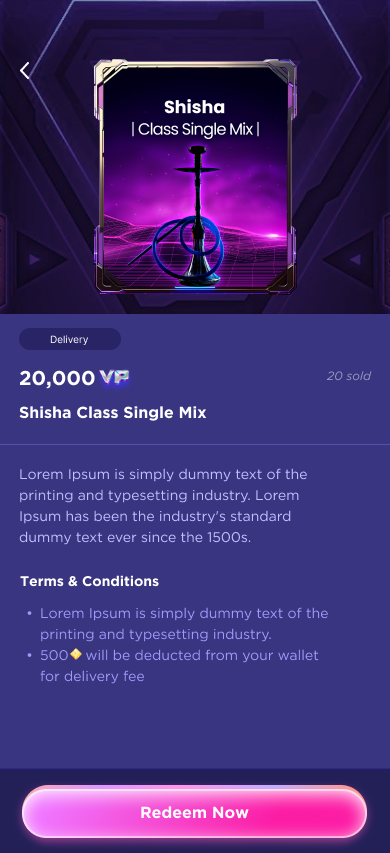 Shisha
| Class Single Mix |
Delivery
20,000 VP
20 sold
Shisha Class Single Mix
Lorem Ipsum is simply dummy text of the
printing and typesetting industry. Lorem
Ipsum has been the industry's standard
dummy text ever since the 1500s.
Terms & Conditions
• Lorem Ipsum is simply dummy text of the
printing and typesetting industry.
• 500 will be deducted from your wallet
for delivery fee
Redeem Now